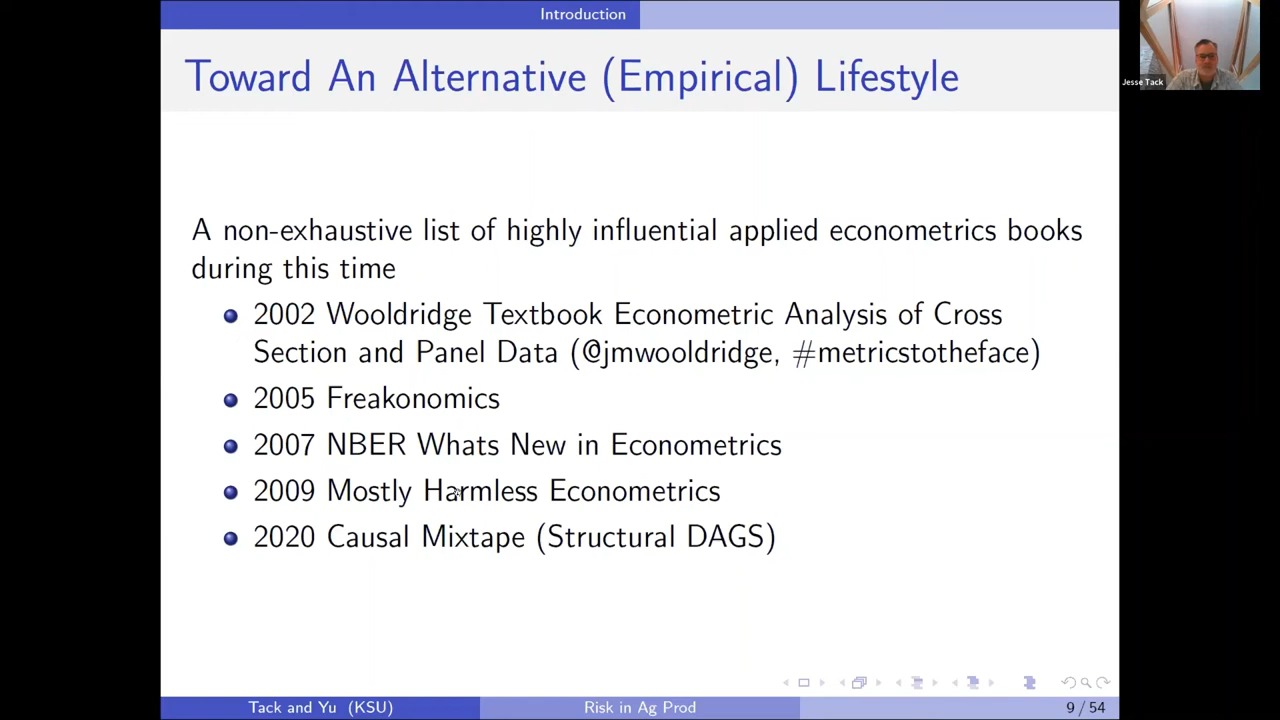 Introduction
Toward An Alternative (Empirical) Lifestyle
Jesse Tack
A non-exhaustive list of highly influential applied econometrics books
during this time
2002 Wooldridge Textbook Econometric Analysis of Cross
Section and Panel Data (@jmwooldridge, #metricstotheface)
2005 Freakonomics
2007 NBER Whats New in Econometrics
2009 Mostly Harmless Econometrics
2020 Causal Mixtape (Structural DAGS)
Tack and Yu (KSU)
Risk in Ag Prod
9 / 54